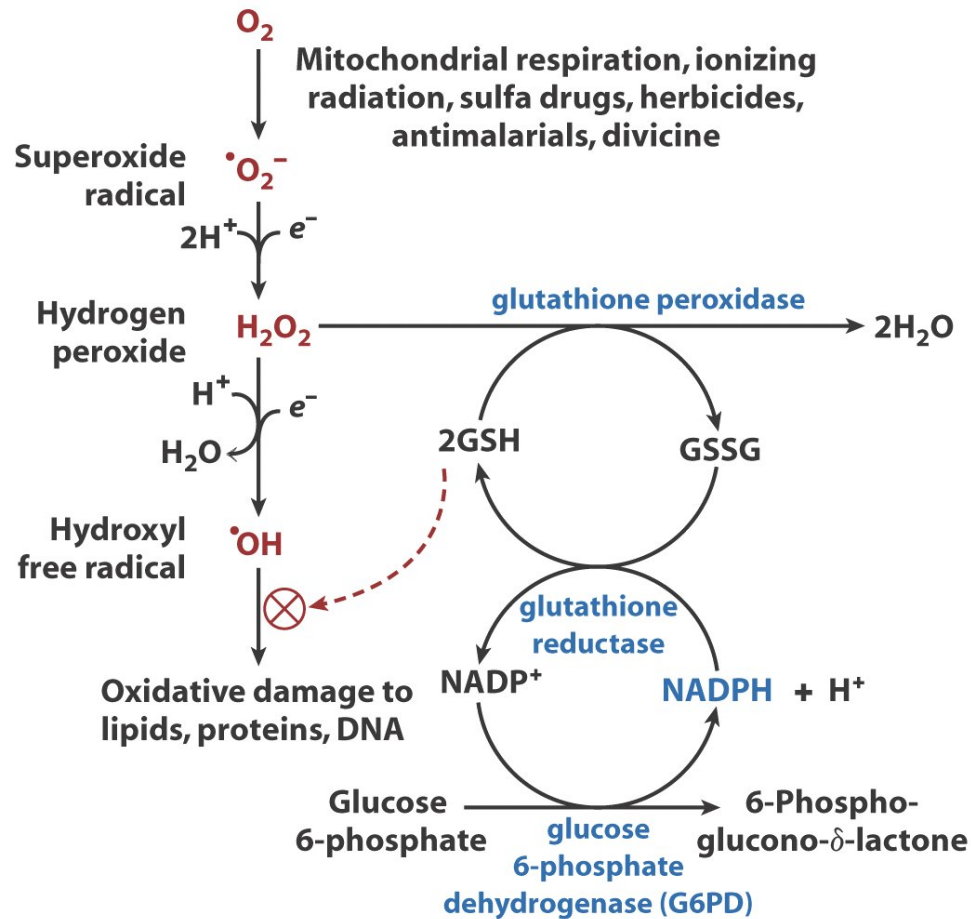 O₂
Mitochondrial respiration, ionizing
radiation, sulfa drugs, herbicides,
antimalarials, divicine
Superoxide
radical
•O₂⁻
2H⁺
e⁻
glutathione peroxidase
Hydrogen
peroxide
H₂O₂
2H₂O
H⁺
e⁻
H₂O
2GSH
GSSG
Hydroxyl
free radical
•OH
glutathione
reductase
Oxidative damage to
lipids, proteins, DNA
NADP⁺
NADPH + H⁺
Glucose
6-phosphate
6-Phospho-
glucono-δ-lactone
glucose
6-phosphate
dehydrogenase (G6PD)